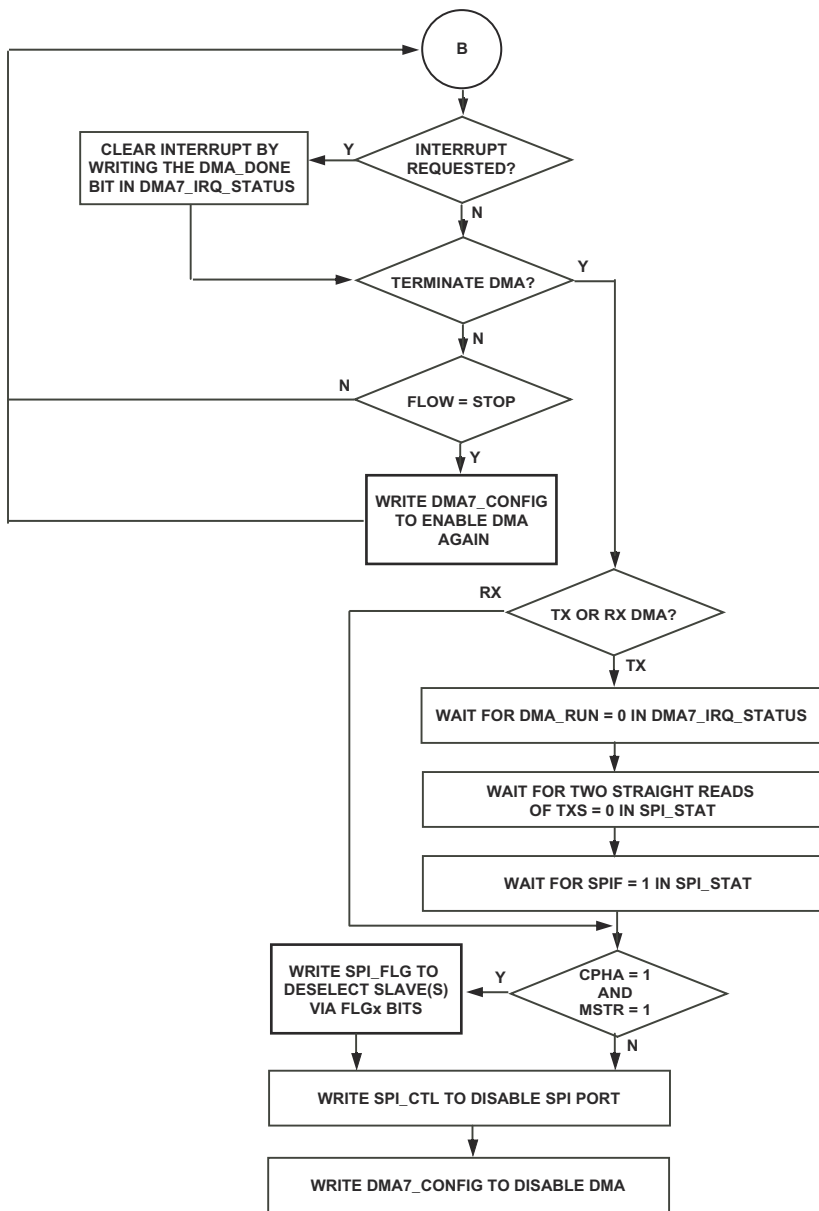 B
CLEAR INTERRUPT BY
WRITING THE DMA_DONE
BIT IN DMA7_IRQ_STATUS
Y
INTERRUPT
REQUESTED?
N
TERMINATE DMA?
Y
N
N
FLOW = STOP
Y
WRITE DMA7_CONFIG
TO ENABLE DMA
AGAIN
RX
TX OR RX DMA?
TX
WAIT FOR DMA_RUN = 0 IN DMA7_IRQ_STATUS
WAIT FOR TWO STRAIGHT READS
OF TXS = 0 IN SPI_STAT
WAIT FOR SPIF = 1 IN SPI_STAT
WRITE SPI_FLG TO
DESELECT SLAVE(S)
VIA FLGx BITS
Y
CPHA = 1
AND
MSTR = 1
N
WRITE SPI_CTL TO DISABLE SPI PORT
WRITE DMA7_CONFIG TO DISABLE DMA